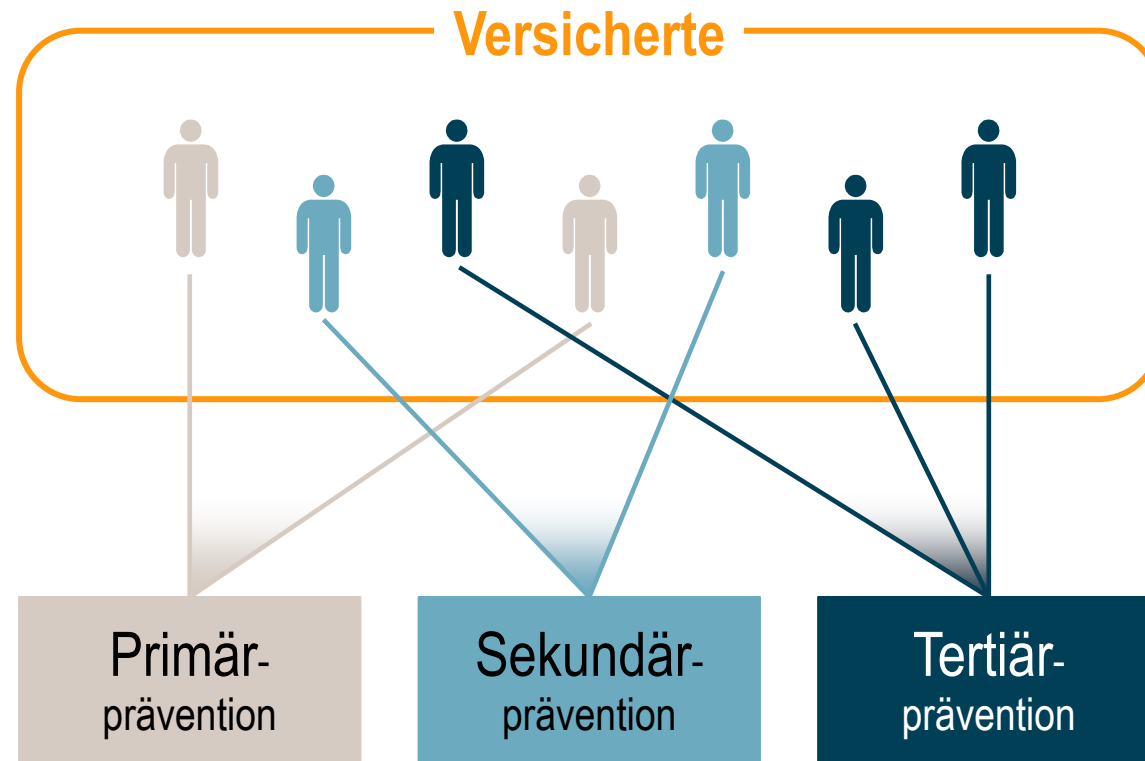 Versicherte
Primär-
prävention
Sekundär-
prävention
Tertiär-
prävention